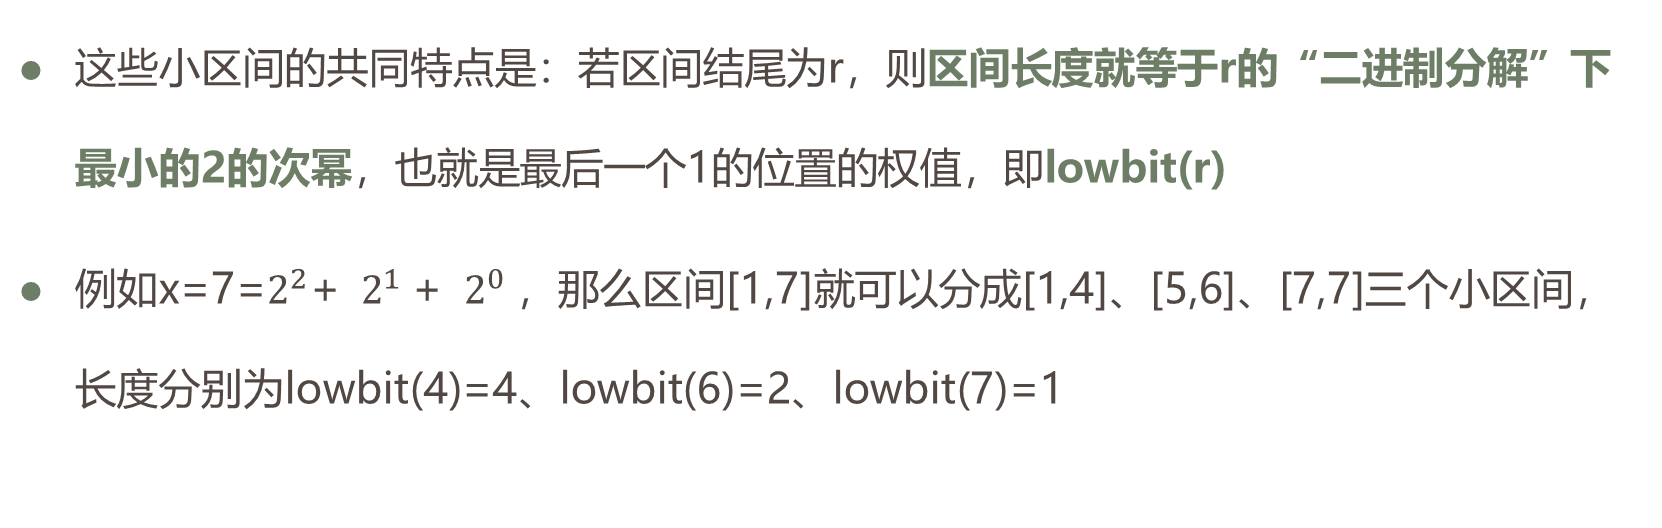 ● 这些小区间的共同特点是：若区间结尾为r，则区间长度就等于r的“二进制分解”下
最小的2的次幂，也就是最后一个1的位置的权值，即lowbit(r)
● 例如x=7=2²+ 2¹ + 2⁰ ，那么区间[1,7]就可以分成[1,4]、[5,6]、[7,7]三个小区间，
长度分别为lowbit(4)=4、lowbit(6)=2、lowbit(7)=1